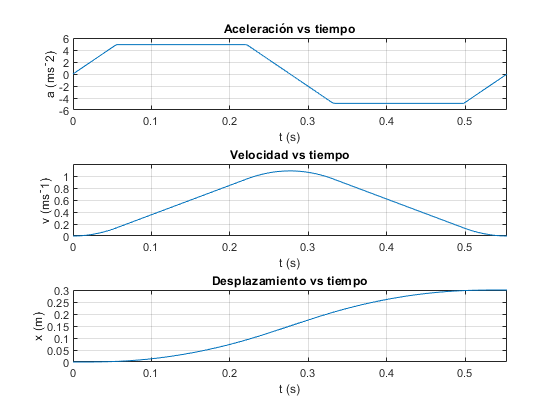 Aceleración vs tiempo
6
4
2
0
-2
-4
-6
a (ms^-2)
0 0.1 0.2 0.3 0.4 0.5
t (s)
Velocidad vs tiempo
1
0.8
0.6
0.4
0.2
0
v (ms^-1)
0 0.1 0.2 0.3 0.4 0.5
t (s)
Desplazamiento vs tiempo
0.3
0.25
0.2
0.15
0.1
0.05
0
x (m)
0 0.1 0.2 0.3 0.4 0.5
t (s)